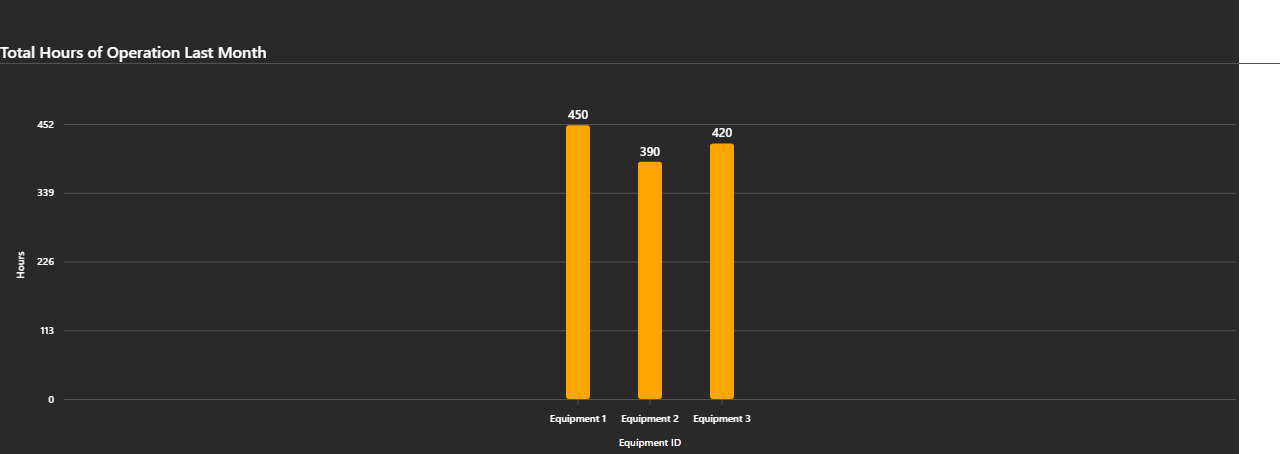 Total Hours of Operation Last Month
450
420
390
452
339
226
113
0
Hours
Equipment 1 Equipment 2 Equipment 3
Equipment ID